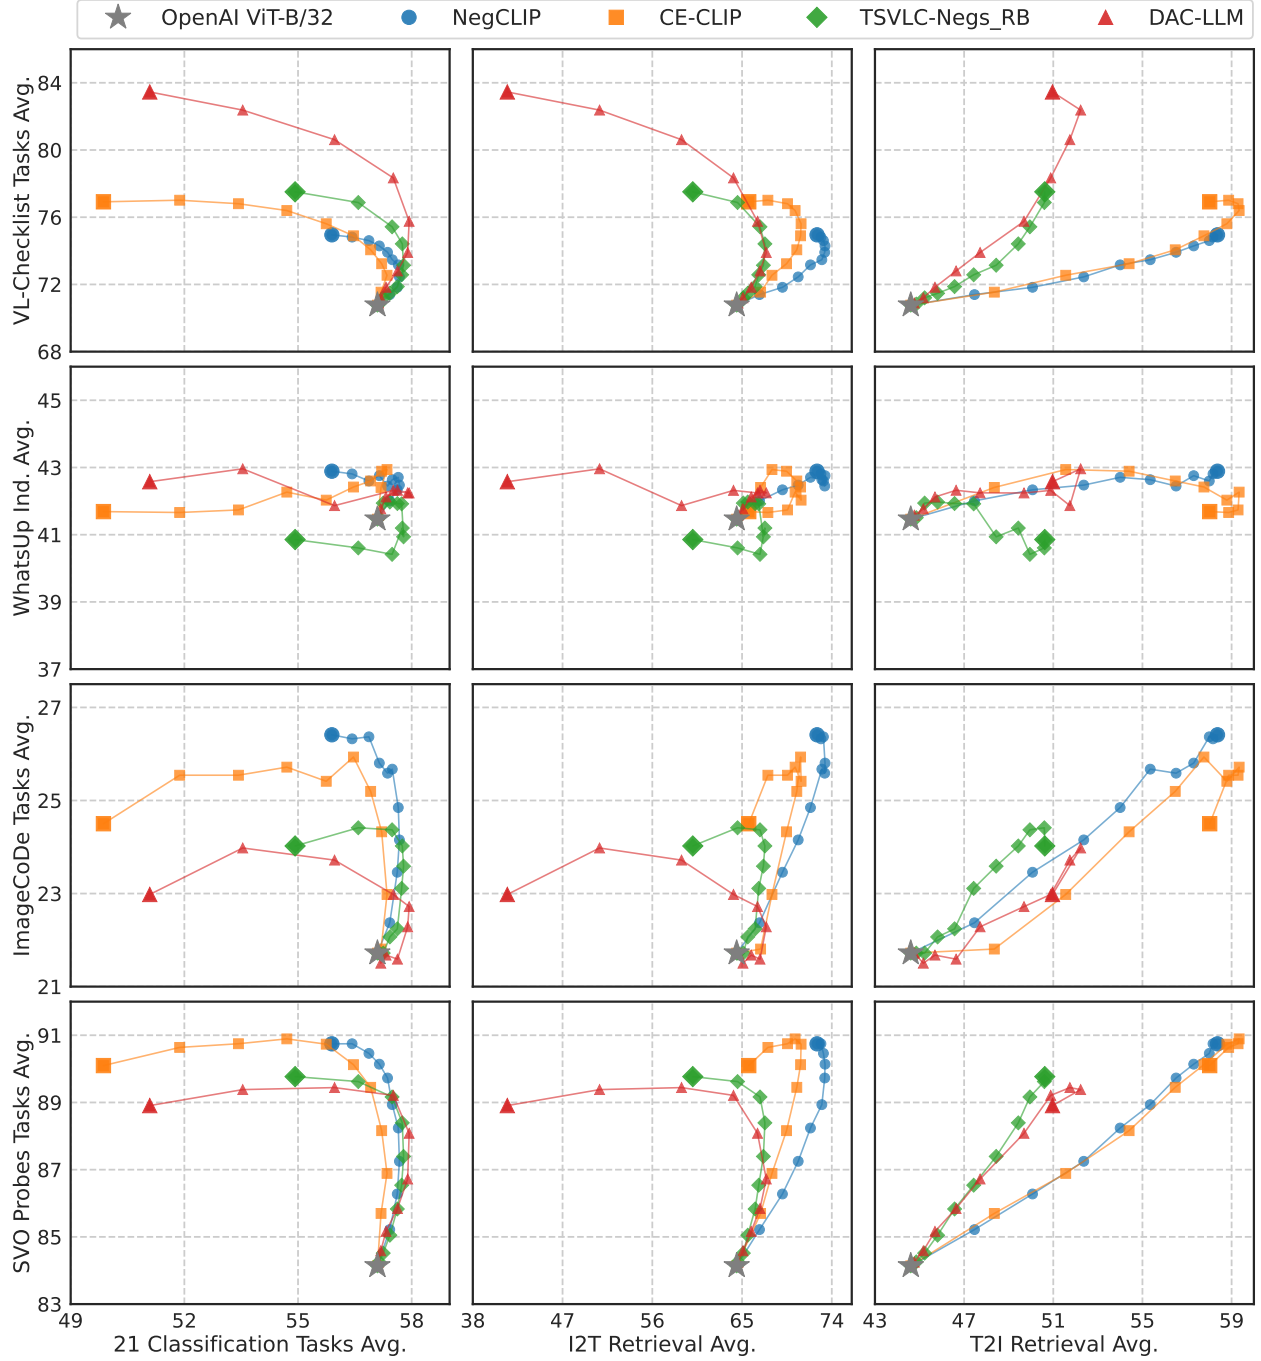 OpenAI ViT-B/32 NegCLIP CE-CLIP TSVLC-Negs_RB DAC-LLM
VL-Checklist Tasks Avg.
84
80
76
72
68
WhatsUp Ind. Avg.
45
43
41
39
37
ImageCoDe Tasks Avg.
27
25
23
21
SVO Probes Tasks Avg.
91
89
87
85
83
49 52 55 58 38 47 56 65 74 43 47 51 55 59
21 Classification Tasks Avg. I2T Retrieval Avg. T2I Retrieval Avg.